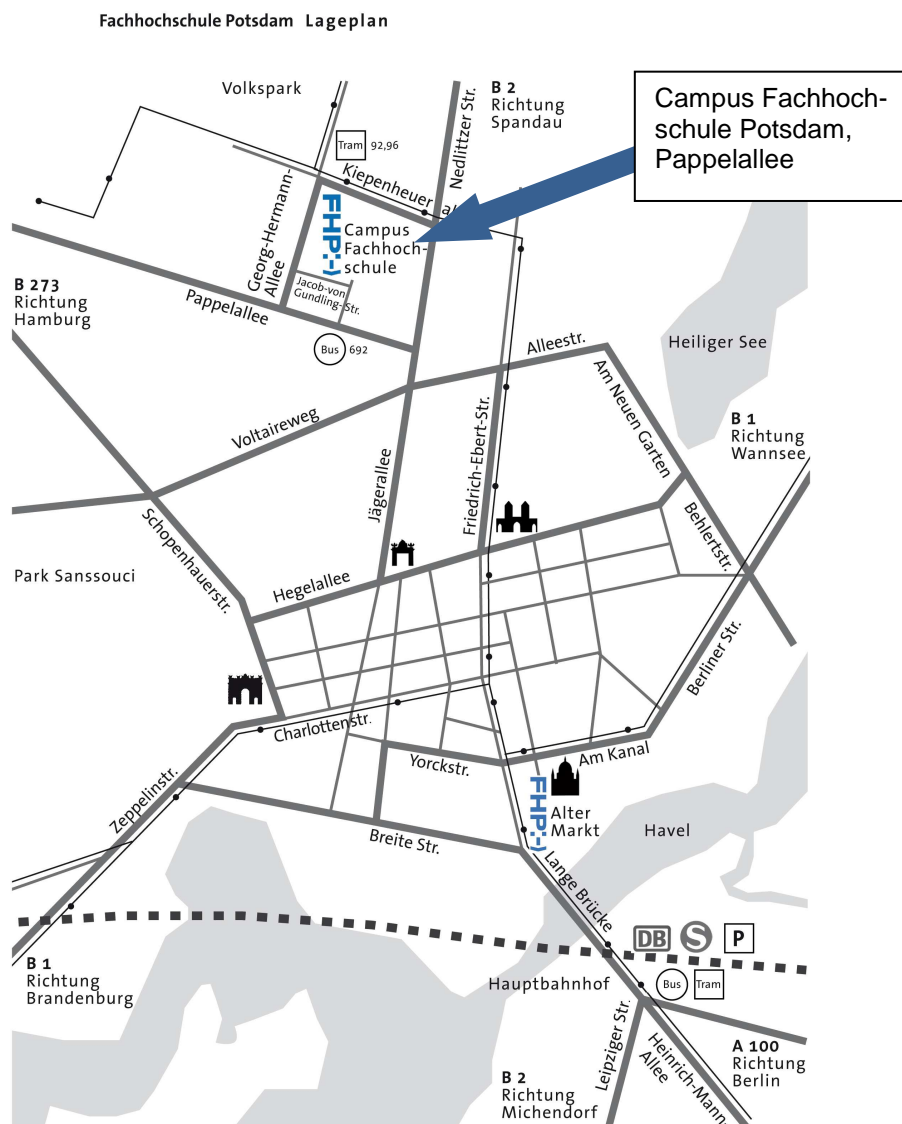 Fachhochschule Potsdam Lageplan
Volkspark
Nedlittzer Str.
B 2
Richtung
Spandau
Campus Fachhoch-
schule Potsdam,
Pappelallee
Tram 92,96
Kiepenheuer
Georg-Hermann-
Allee
FHP:-)
Campus
Fachhoch-
schule
Jacob-von
Gundling-Str.
B 273
Richtung
Hamburg
Pappelallee
Bus 692
Alleestr.
Heiliger See
Am Neuen Garten
Voltaireweg
B 1
Richtung
Wannsee
Jägerallee
Friedrich-Ebert-Str.
Schopenhauerstr.
Behlertstr.
Park Sanssouci
Hegelallee
Berliner Str.
Charlottenstr.
Yorckstr.
Am Kanal
Zeppelinstr.
FHP:-)
Alter
Markt
Havel
Breite Str.
Lange Brücke
DB
S
P
B 1
Richtung
Brandenburg
Hauptbahnhof
Bus
Tram
Leipziger Str.
Heinrich-Mann-
Allee
A 100
Richtung
Berlin
B 2
Richtung
Michendorf